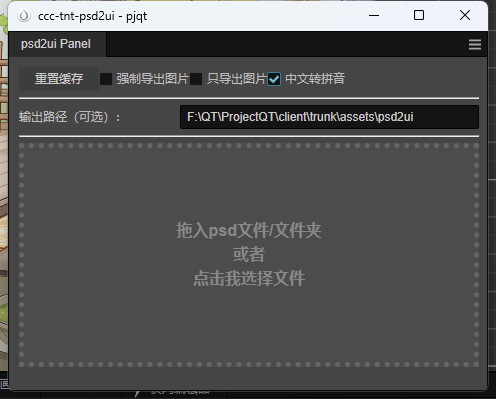 ccc-tnt-psd2ui - pjqt
psd2ui Panel
重置缓存 强制导出图片 只导出图片 中文转拼音
输出路径（可选）： F:\QT\ProjectQT\client\trunk\assets\psd2ui
拖入psd文件/文件夹
或者
点击我选择文件